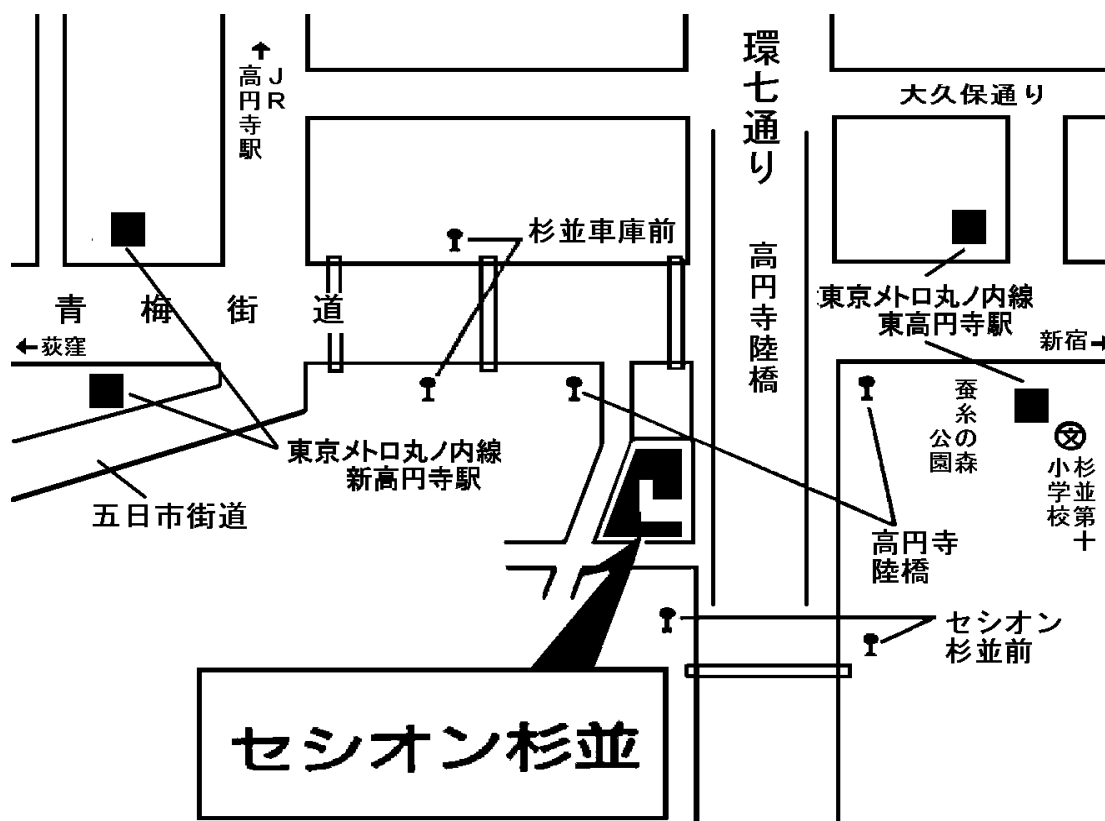 環七通り
↑
JR
高円寺駅
大久保通り
杉並車庫前
高円寺陸橋
東京メトロ丸ノ内線
東高円寺駅
青梅街道
←荻窪
新宿→
蚕糸の森
公園
文
杉並第十
小学校
東京メトロ丸ノ内線
新高円寺駅
五日市街道
高円寺
陸橋
セシオン
杉並前
セシオン杉並